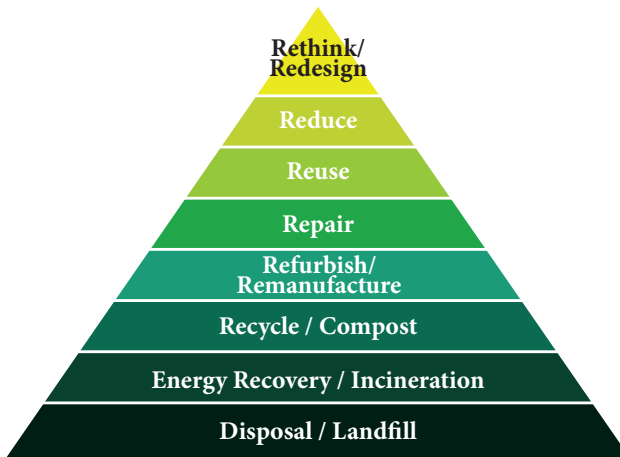 Rethink/
Redesign
Reduce
Reuse
Repair
Refurbish/
Remanufacture
Recycle / Compost
Energy Recovery / Incineration
Disposal / Landfill